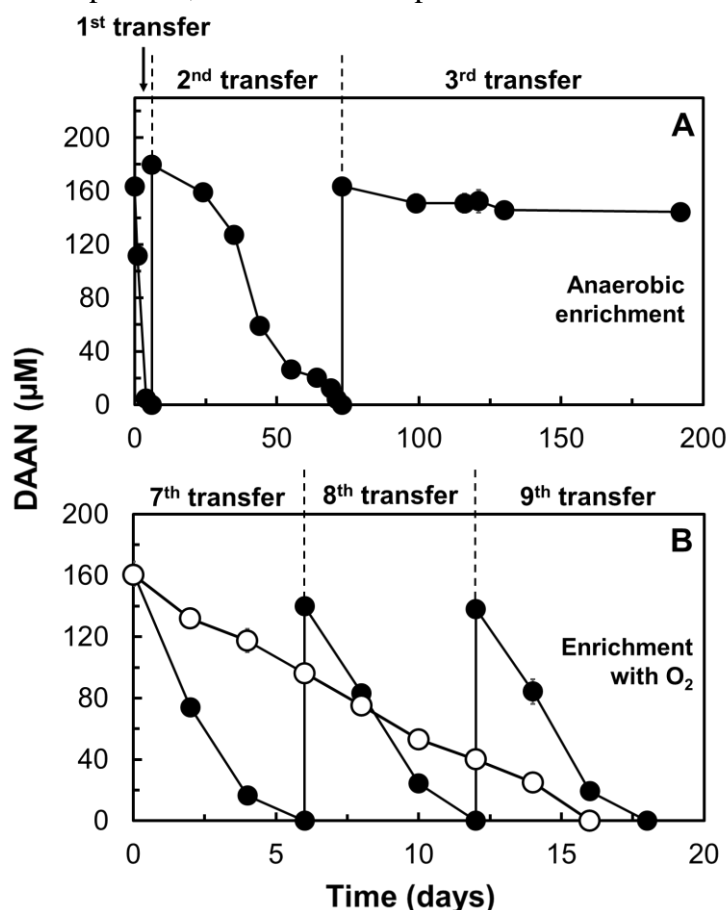 1st transfer
2nd transfer
3rd transfer
A
200
160
120
80
40
0
Anaerobic
enrichment
0
50
100
150
200
DAAN (μM)
7th transfer
8th transfer
9th transfer
B
200
160
120
80
40
0
Enrichment
with O2
0
5
10
15
20
Time (days)